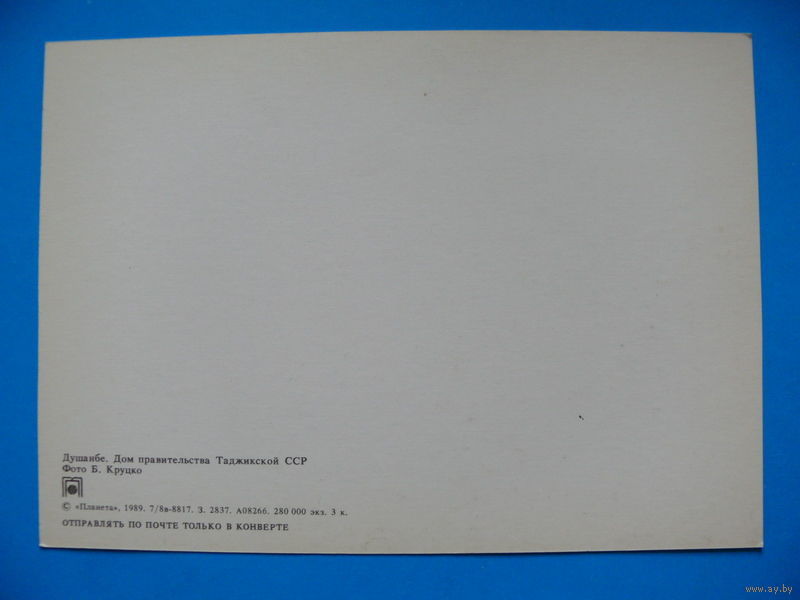 Душанбе. Дом правительства Таджикской ССР
Фото Б. Круцко
© «Планета», 1989. 7/8в-8817. З. 2837. А08266. 280 000 экз. 3 к.
ОТПРАВЛЯТЬ ПО ПОЧТЕ ТОЛЬКО В КОНВЕРТЕ
www.ay.by